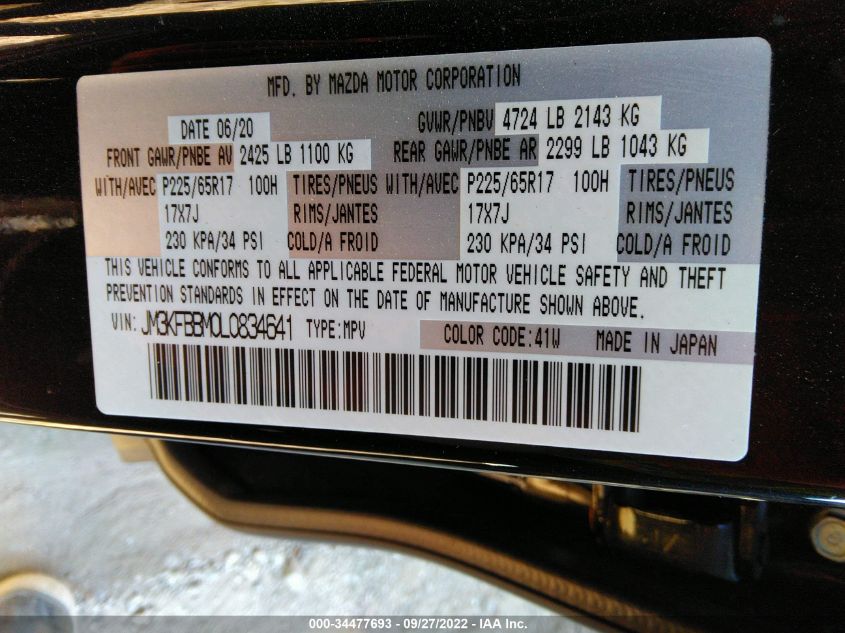 MFD. BY MAZDA MOTOR CORPORATION
DATE 06/20 GVWR/PNBV 4724 LB 2143 KG
FRONT GAWR/PNBE AV 2425 LB 1100 KG REAR GAWR/PNBE AR 2299 LB 1043 KG
WITH/AVEC P225/65R17 100H TIRES/PNEUS WITH/AVEC P225/65R17 100H TIRES/PNEUS
17X7J RIMS/JANTES 17X7J RIMS/JANTES
230 KPA/34 PSI COLD/A FROID 230 KPA/34 PSI COLD/A FROID
THIS VEHICLE CONFORMS TO ALL APPLICABLE FEDERAL MOTOR VEHICLE SAFETY AND THEFT
PREVENTION STANDARDS IN EFFECT ON THE DATE OF MANUFACTURE SHOWN ABOVE.
VIN: JM3KFBBM0L0834641 TYPE:MPV COLOR CODE:41W MADE IN JAPAN
000-34477693 - 09/27/2022 - IAA Inc.